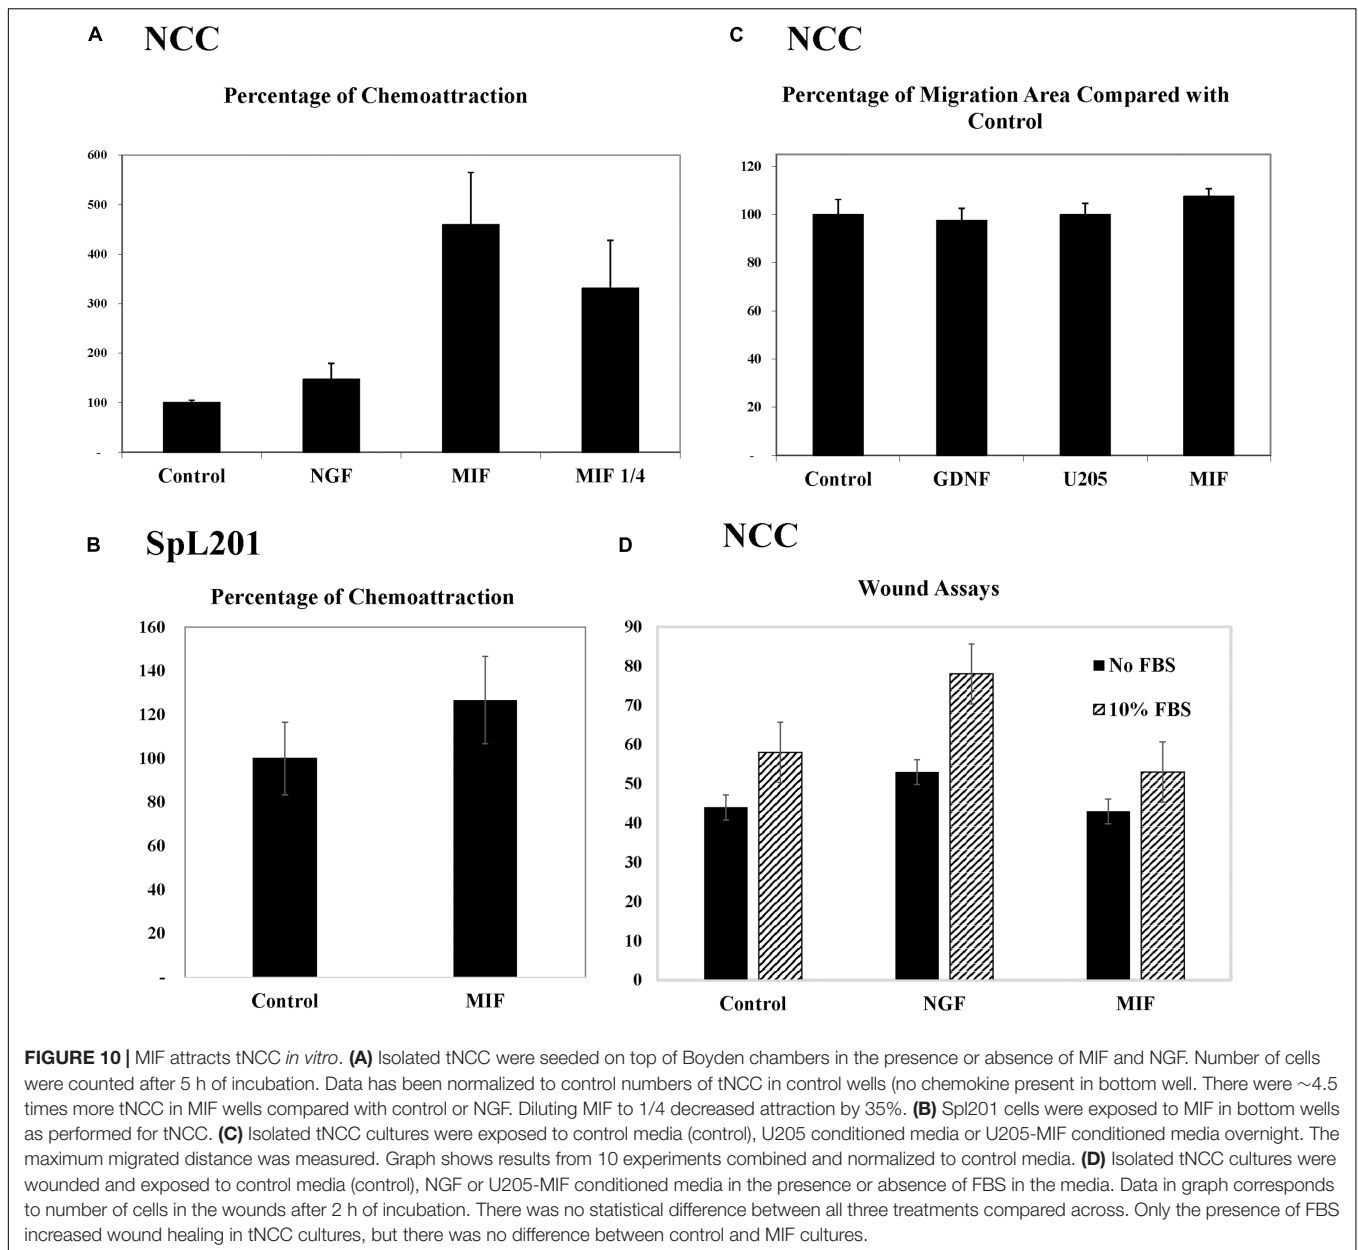 A NCC
Percentage of Chemoattraction
600
500
400
300
200
100
-
Control NGF MIF MIF 1/4
C NCC
Percentage of Migration Area Compared with
Control
120
100
80
60
40
20
-
Control GDNF U205 MIF
B SpL201
Percentage of Chemoattraction
160
140
120
100
80
60
40
20
-
Control MIF
D NCC
Wound Assays
90
80
70
60
50
40
30
20
10
0
No FBS
10% FBS
Control NGF MIF
FIGURE 10 | MIF attracts tNCC in vitro. (A) Isolated tNCC were seeded on top of Boyden chambers in the presence or absence of MIF and NGF. Number of cells
were counted after 5 h of incubation. Data has been normalized to control numbers of tNCC in control wells (no chemokine present in bottom well. There were ~4.5
times more tNCC in MIF wells compared with control or NGF. Diluting MIF to 1/4 decreased attraction by 35%. (B) Spl201 cells were exposed to MIF in bottom wells
as performed for tNCC. (C) Isolated tNCC cultures were exposed to control media (control), U205 conditioned media or U205-MIF conditioned media overnight. The
maximum migrated distance was measured. Graph shows results from 10 experiments combined and normalized to control media. (D) Isolated tNCC cultures were
wounded and exposed to control media (control), NGF or U205-MIF conditioned media in the presence or absence of FBS in the media. Data in graph corresponds
to number of cells in the wounds after 2 h of incubation. There was no statistical difference between all three treatments compared across. Only the presence of FBS
increased wound healing in tNCC cultures, but there was no difference between control and MIF cultures.